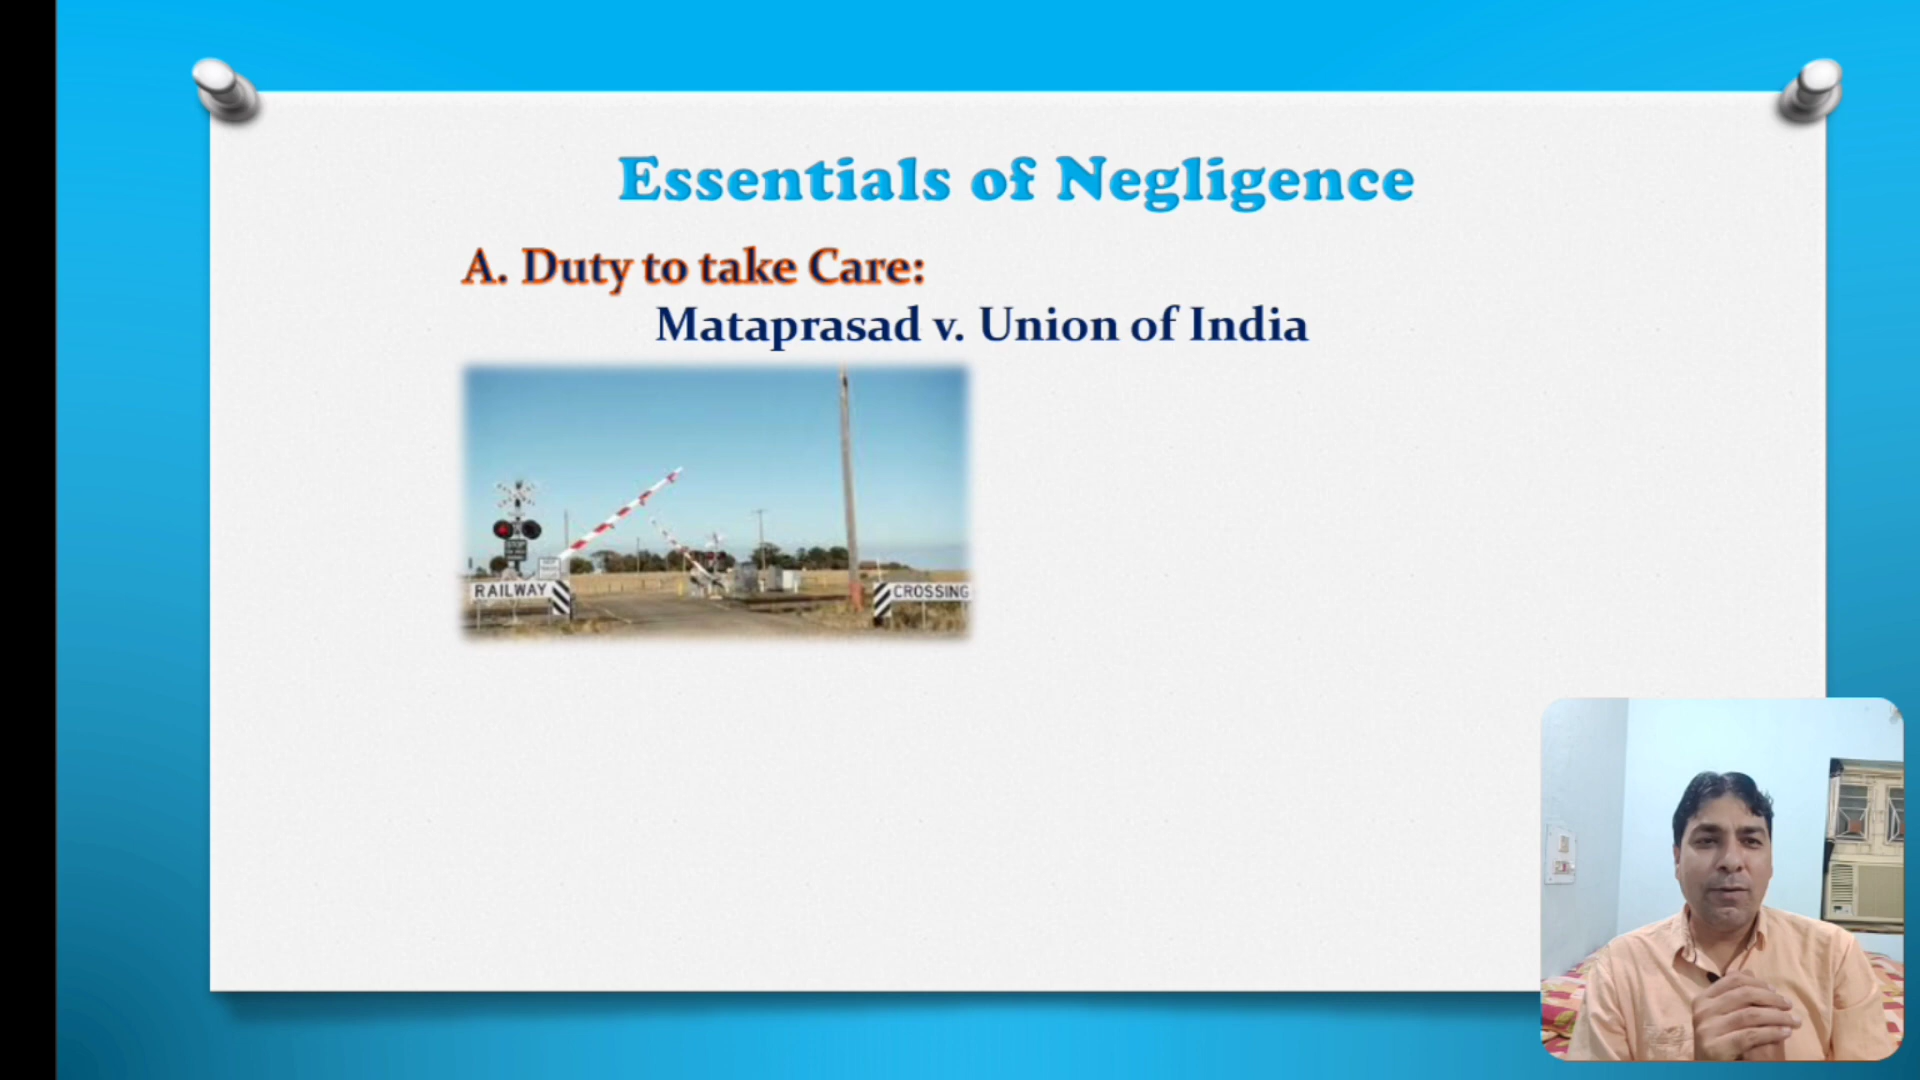 Essentials of Negligence
A. Duty to take Care:
Mataprasad v. Union of India
RAILWAY
CROSSING